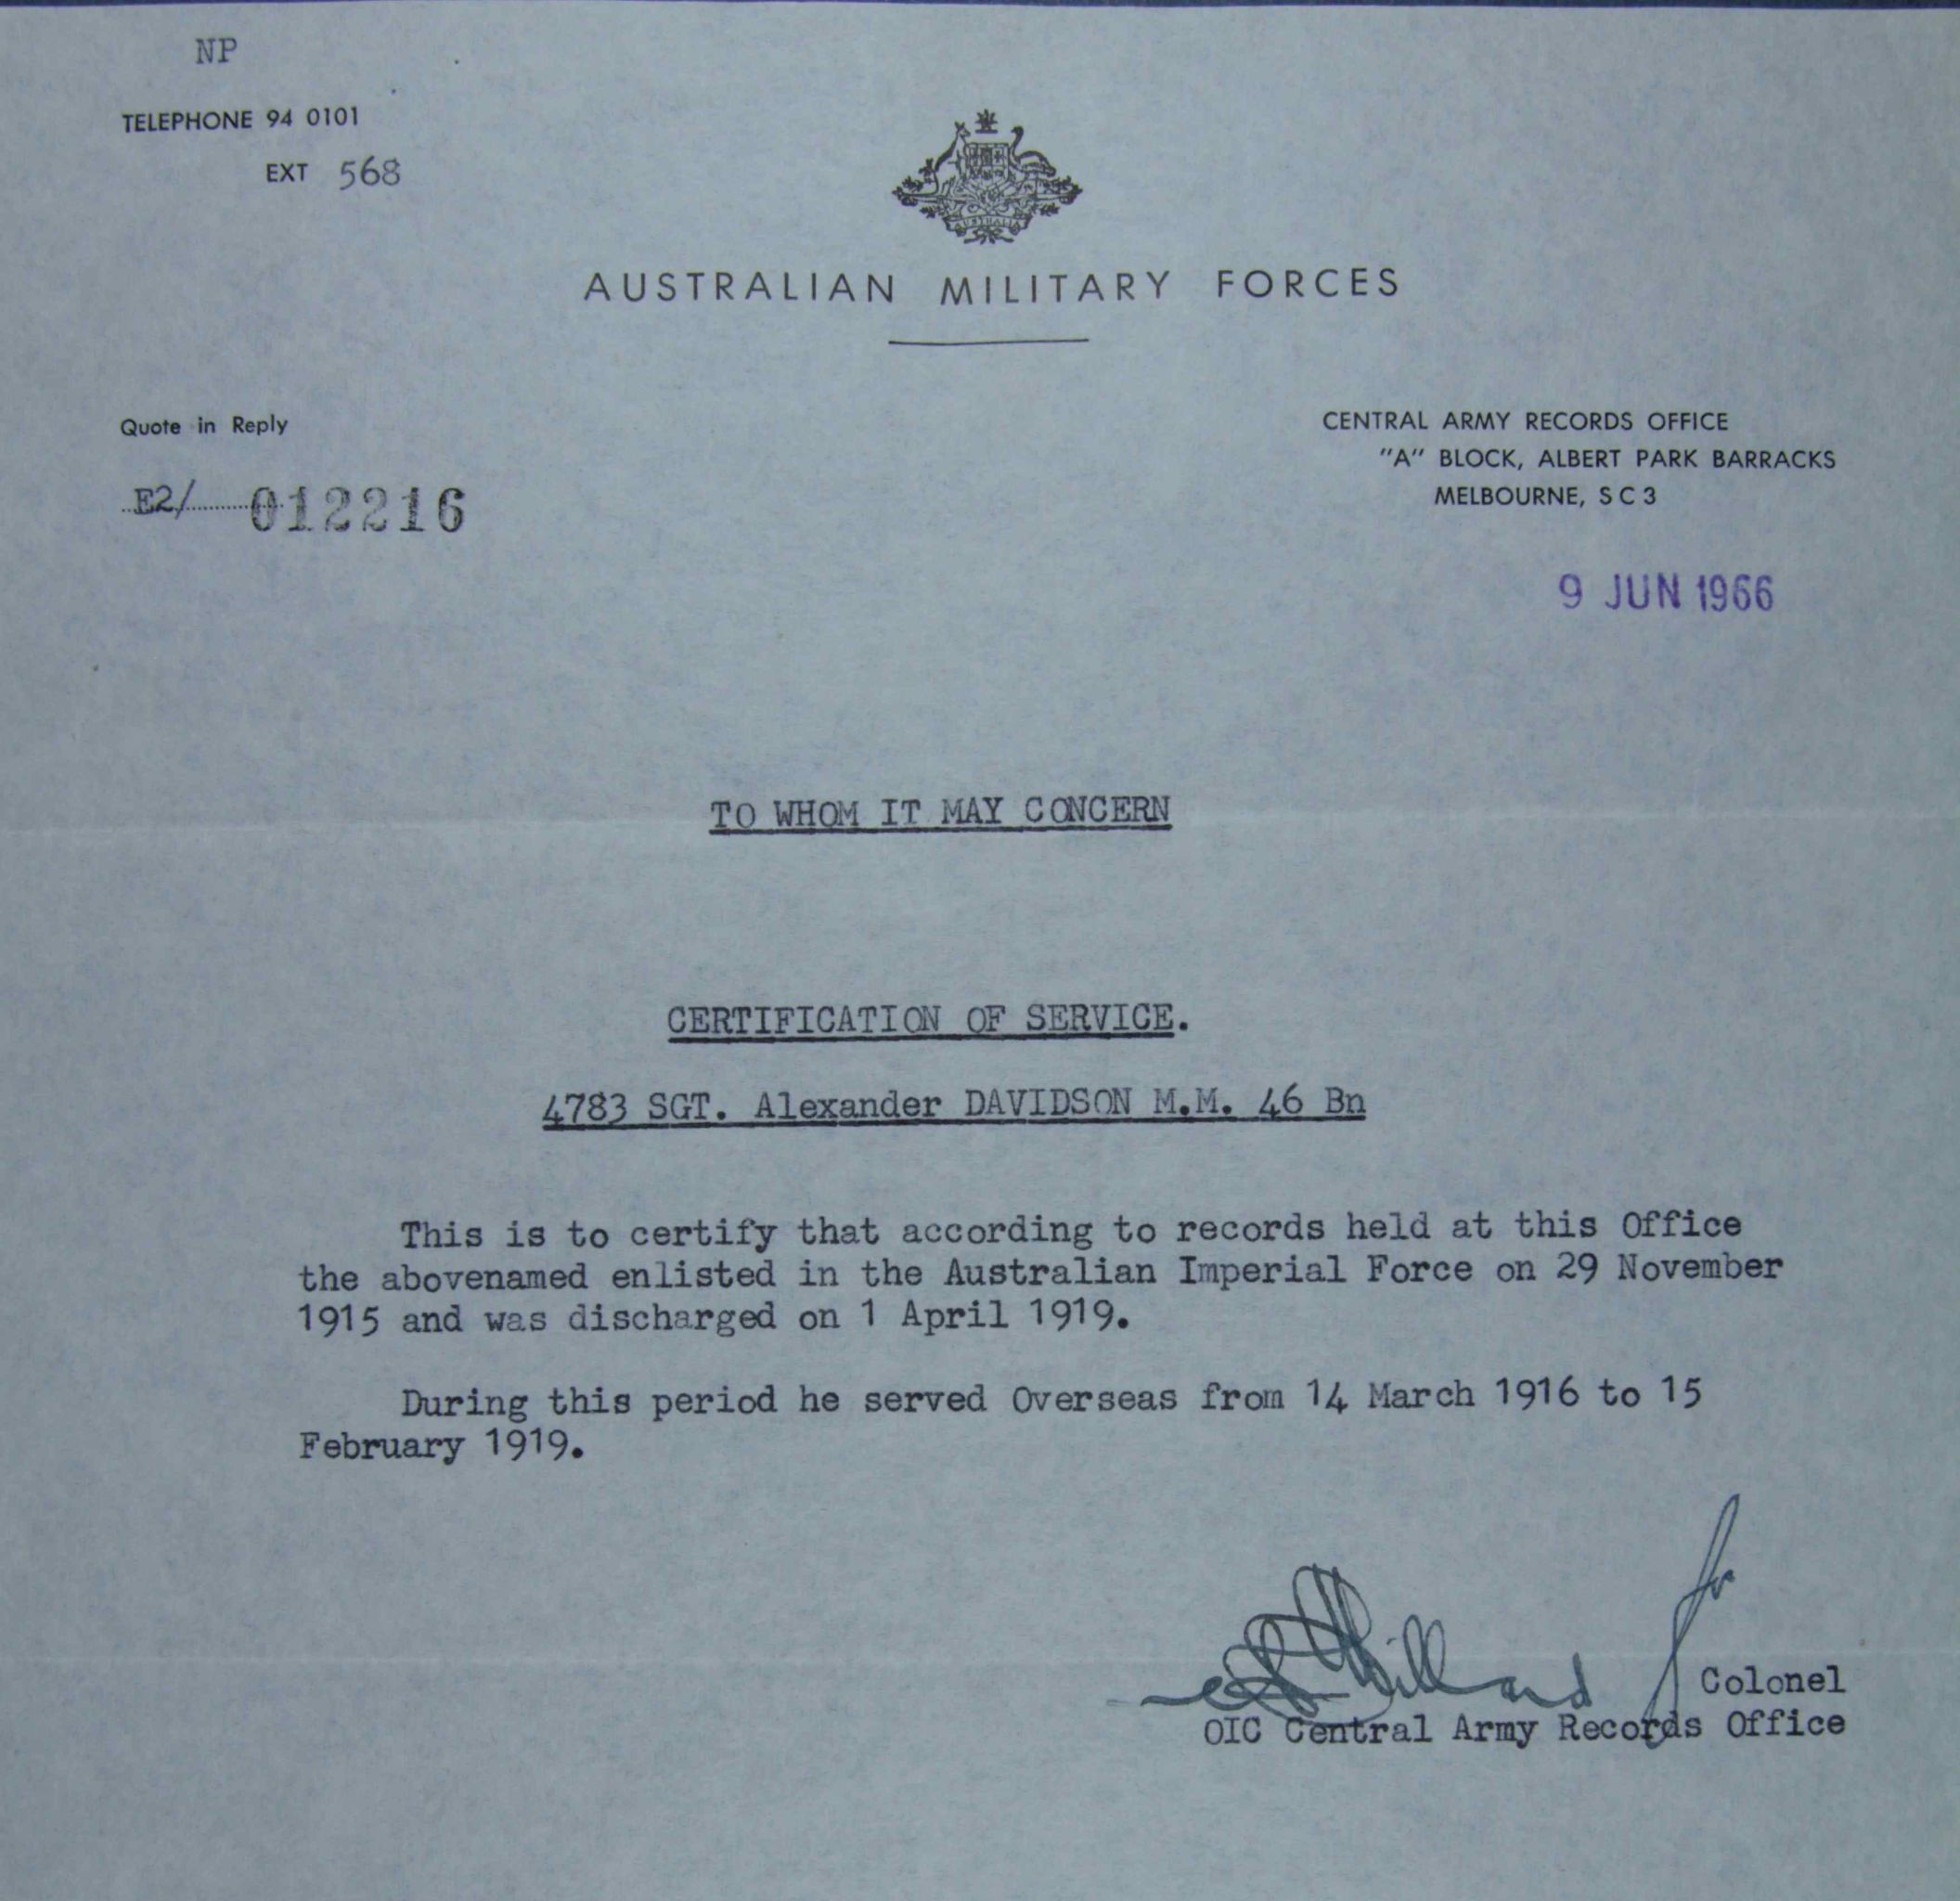 NP
TELEPHONE 94 0101
EXT 568
AUSTRALIA
AUSTRALIAN MILITARY FORCES
Quote in Reply
E2/ 012216
CENTRAL ARMY RECORDS OFFICE
"A" BLOCK, ALBERT PARK BARRACKS
MELBOURNE, S C 3
9 JUN 1966
TO WHOM IT MAY CONCERN
CERTIFICATION OF SERVICE.
4783 SGT. Alexander DAVIDSON M.M. 46 Bn
This is to certify that according to records held at this Office
the abovenamed enlisted in the Australian Imperial Force on 29 November
1915 and was discharged on 1 April 1919.
During this period he served Overseas from 14 March 1916 to 15
February 1919.
Colonel
OIC Central Army Records Office